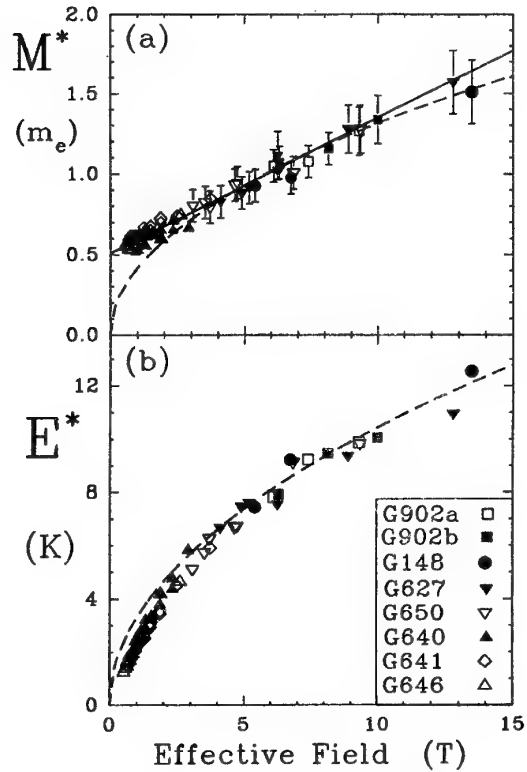 2.0
(a)
M*
1.5
(mₑ)
1.0
0.5
0.0
(b)
12
E*
8
(K)
4
0
G902a
G902b
G148
G627
G650
G640
G641
G646
0 5 10 15
Effective Field (T)